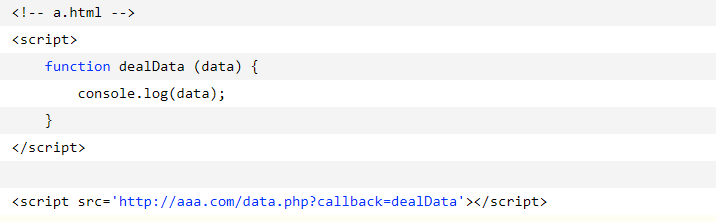 <!-- a.html -->
<script>
    function dealData (data) {
        console.log(data);
    }
</script>

<script src='http://aaa.com/data.php?callback=dealData'></script>